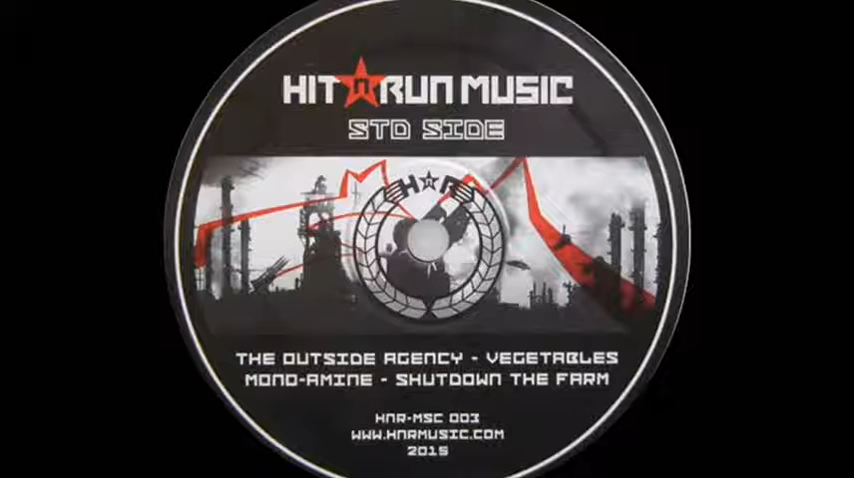 HIT n RUN MUSIC
STD SIDE
H n R
THE OUTSIDE AGENCY - VEGETABLES
MONO-AMINE - SHUTDOWN THE FARM
HNR-MSC 003
WWW.HNRMUSIC.COM
2015